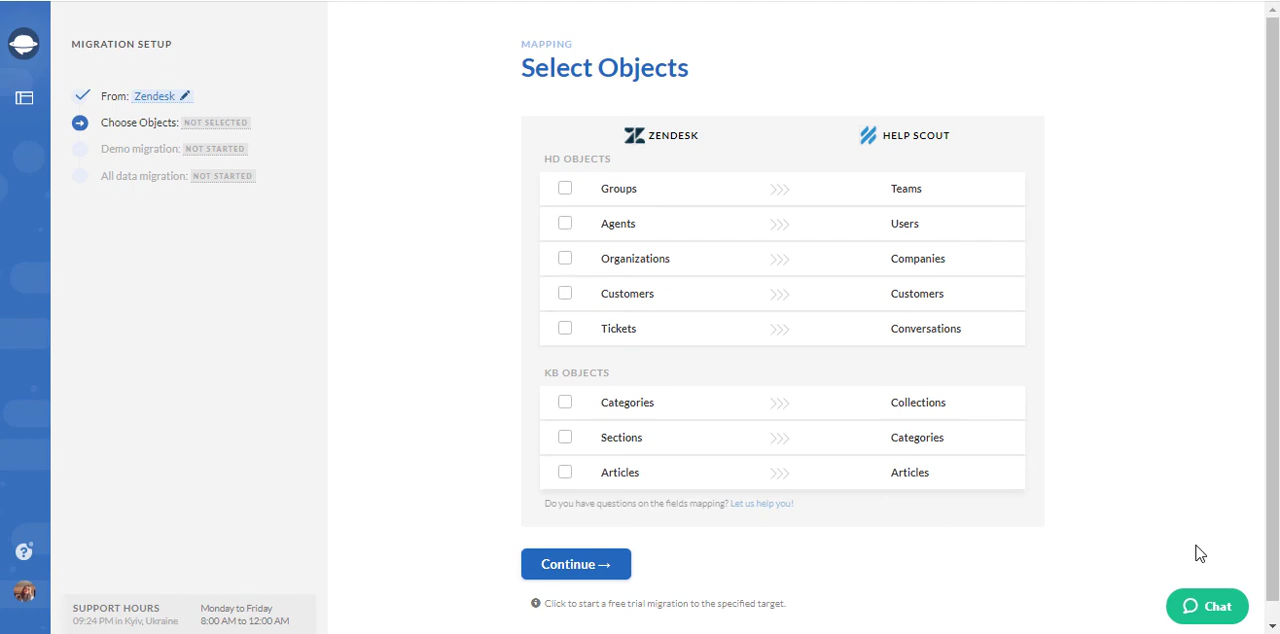 MIGRATION SETUP
From: Zendesk
Choose Objects: NOT SELECTED
Demo migration: NOT STARTED
All data migration: NOT STARTED
SUPPORT HOURS
09:24 PM in Kyiv, Ukraine
Monday to Friday
8:00 AM to 12:00 AM
MAPPING
Select Objects
ZENDESK HELP SCOUT
HD OBJECTS
Groups Teams
Agents Users
Organizations Companies
Customers Customers
Tickets Conversations
KB OBJECTS
Categories Collections
Sections Categories
Articles Articles
Do you have questions on the fields mapping? Let us help you!
Continue →
Click to start a free trial migration to the specified target.
Chat